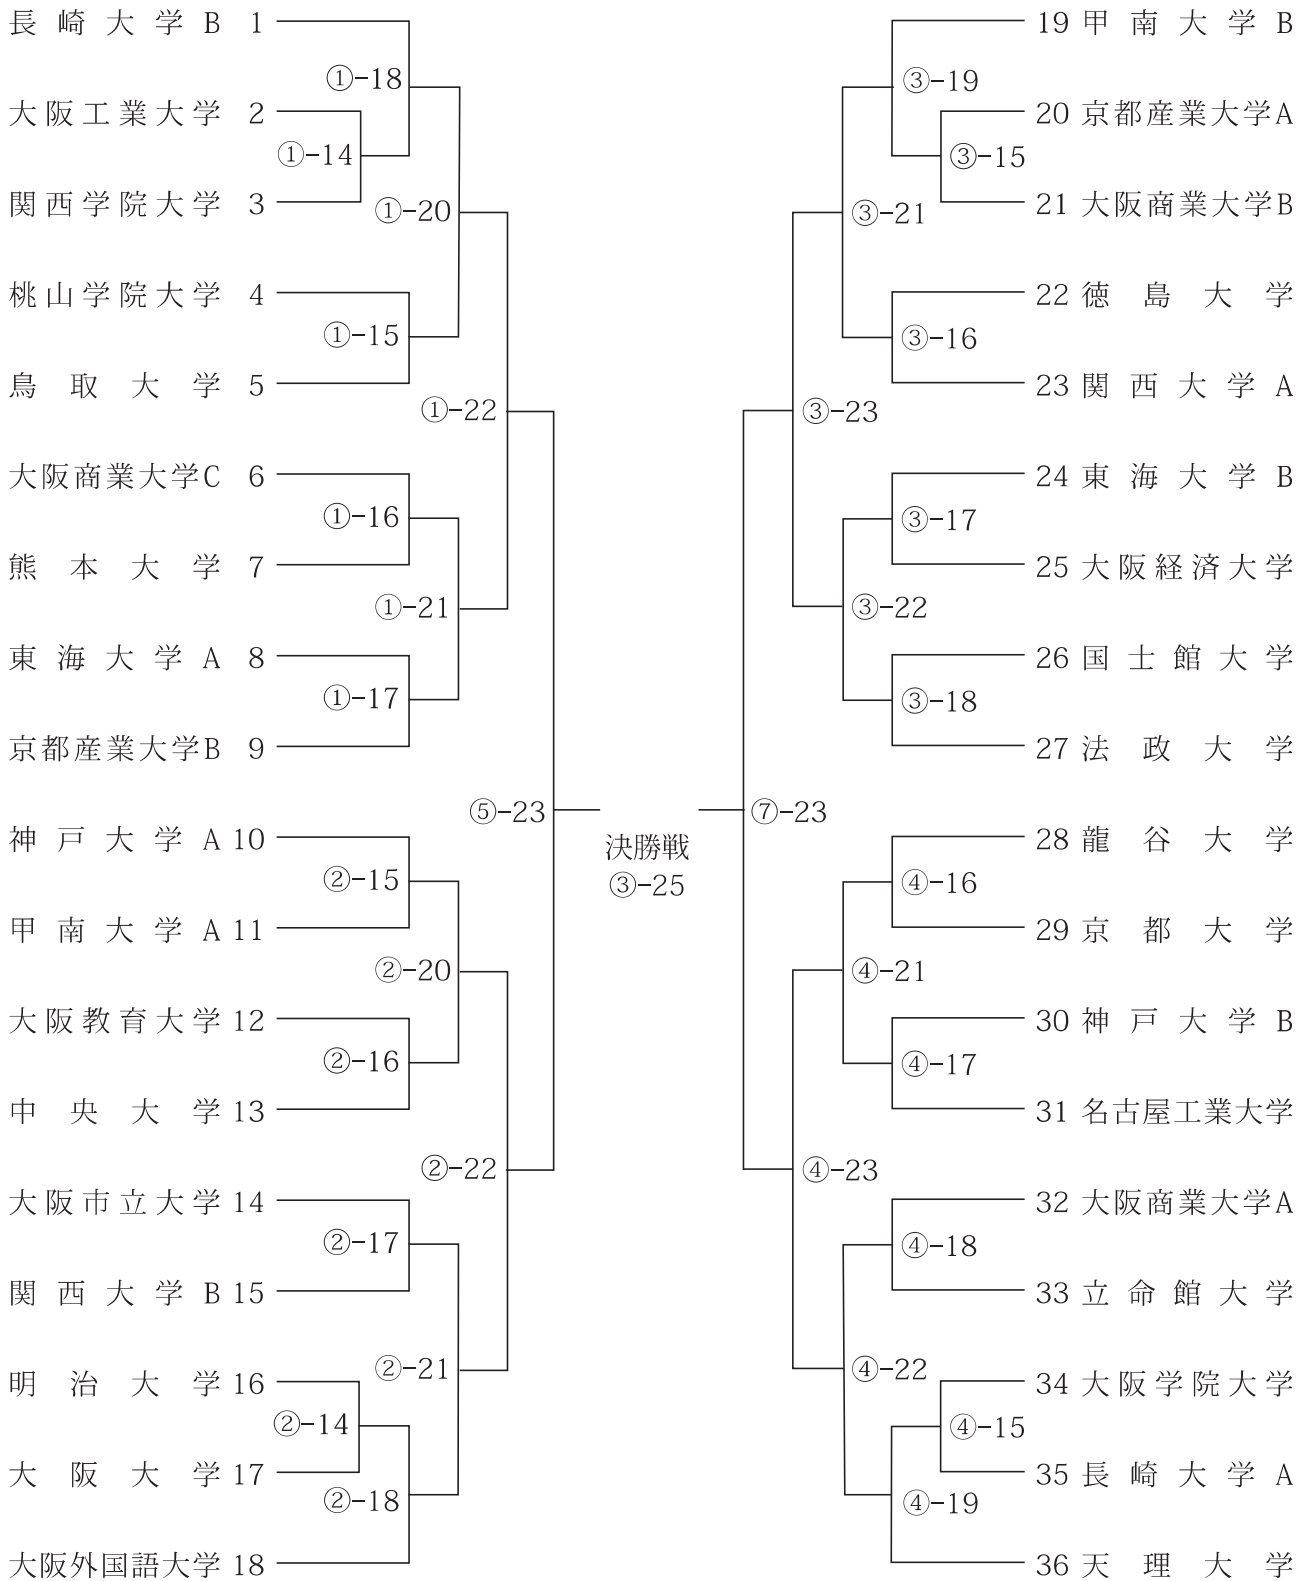 長崎大学B 1
①-18
大阪工業大学 2
①-14
関西学院大学 3
①-20
桃山学院大学 4
①-15
鳥取大学 5
①-22
大阪商業大学C 6
①-16
熊本大学 7
①-21
東海大学A 8
①-17
京都産業大学B 9
⑤-23
神戸大学A 10
②-15
甲南大学A 11
②-20
大阪教育大学 12
②-16
中央大学 13
②-22
大阪市立大学 14
②-17
関西大学B 15
②-21
明治大学 16
②-14
大阪大学 17
②-18
大阪外国語大学 18
決勝戦
③-25
19 甲南大学B
③-19
20 京都産業大学A
③-15
21 大阪商業大学B
③-21
22 徳島大学
③-16
23 関西大学A
③-23
24 東海大学B
③-17
25 大阪経済大学
③-22
26 国士館大学
③-18
27 法政大学
⑦-23
28 龍谷大学
④-16
29 京都大学
④-21
30 神戸大学B
④-17
31 名古屋工業大学
④-23
32 大阪商業大学A
④-18
33 立命館大学
④-22
34 大阪学院大学
④-15
35 長崎大学A
④-19
36 天理大学